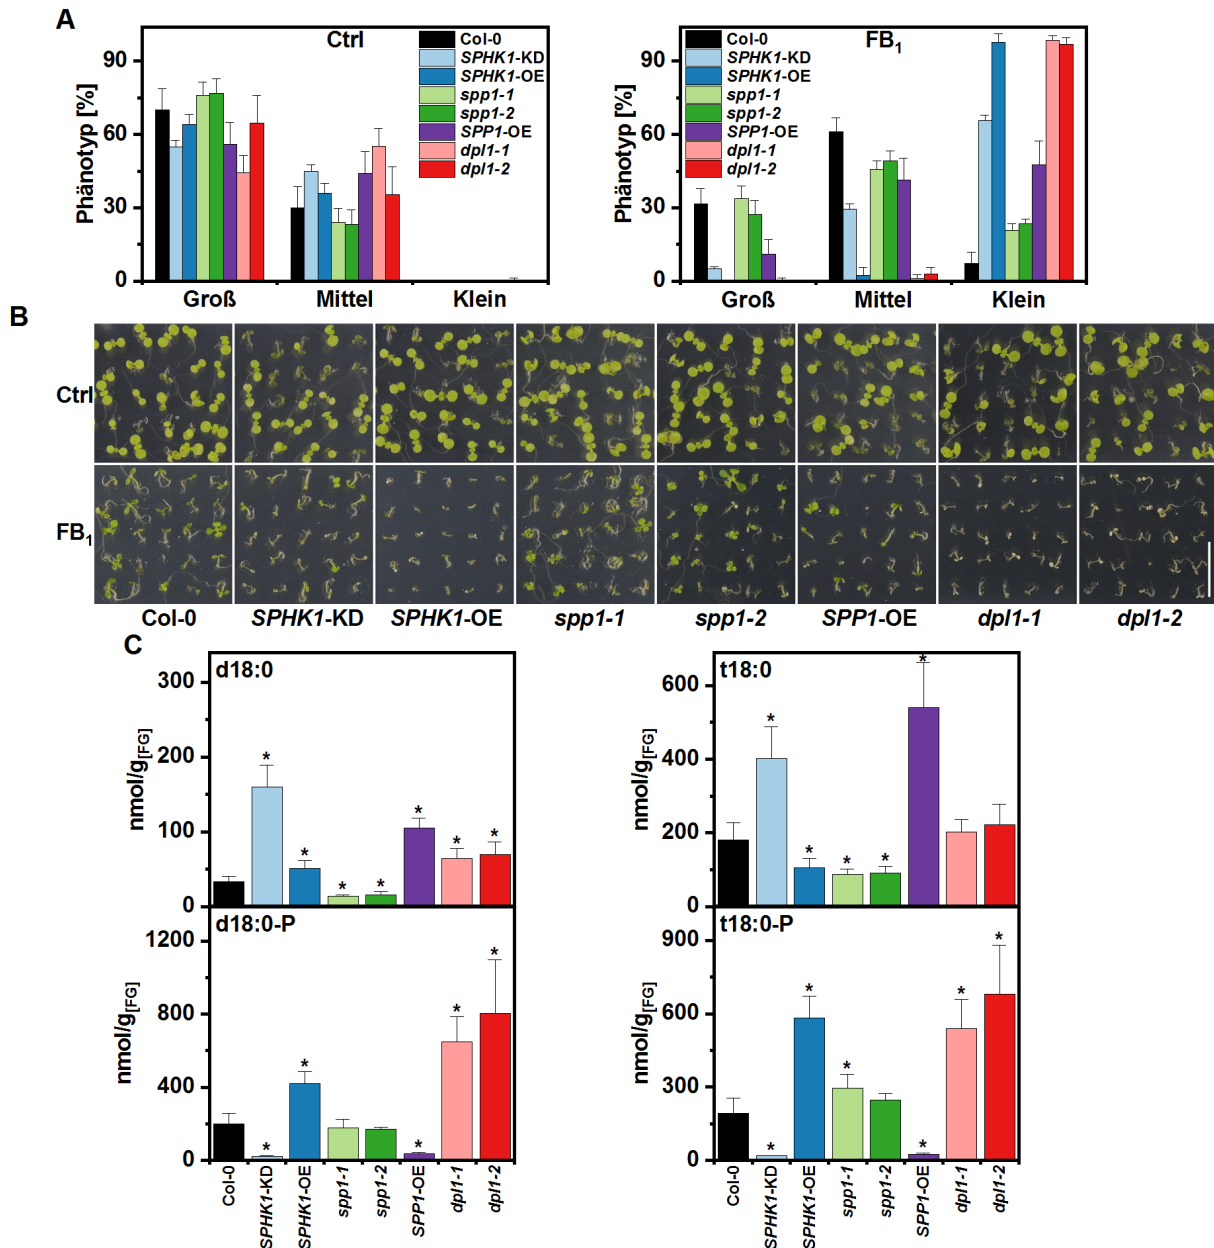 A
Ctrl
Phänotyp [%]
90
60
30
0
Groß Mittel Klein
Col-0
SPHK1-KD
SPHK1-OE
spp1-1
spp1-2
SPP1-OE
dpl1-1
dpl1-2
FB1
Phänotyp [%]
90
60
30
0
Groß Mittel Klein
Col-0
SPHK1-KD
SPHK1-OE
spp1-1
spp1-2
SPP1-OE
dpl1-1
dpl1-2
B
Ctrl
FB1
Col-0 SPHK1-KD SPHK1-OE spp1-1 spp1-2 SPP1-OE dpl1-1 dpl1-2
C
d18:0
nmol/g[FG]
300
200
100
0
* * * * * * *
t18:0
nmol/g[FG]
600
400
200
0
* * * * *
d18:0-P
nmol/g[FG]
1200
800
400
0
* * * * *
Col-0 SPHK1-KD SPHK1-OE spp1-1 spp1-2 SPP1-OE dpl1-1 dpl1-2
t18:0-P
nmol/g[FG]
900
600
300
0
* * * * * *
Col-0 SPHK1-KD SPHK1-OE spp1-1 spp1-2 SPP1-OE dpl1-1 dpl1-2